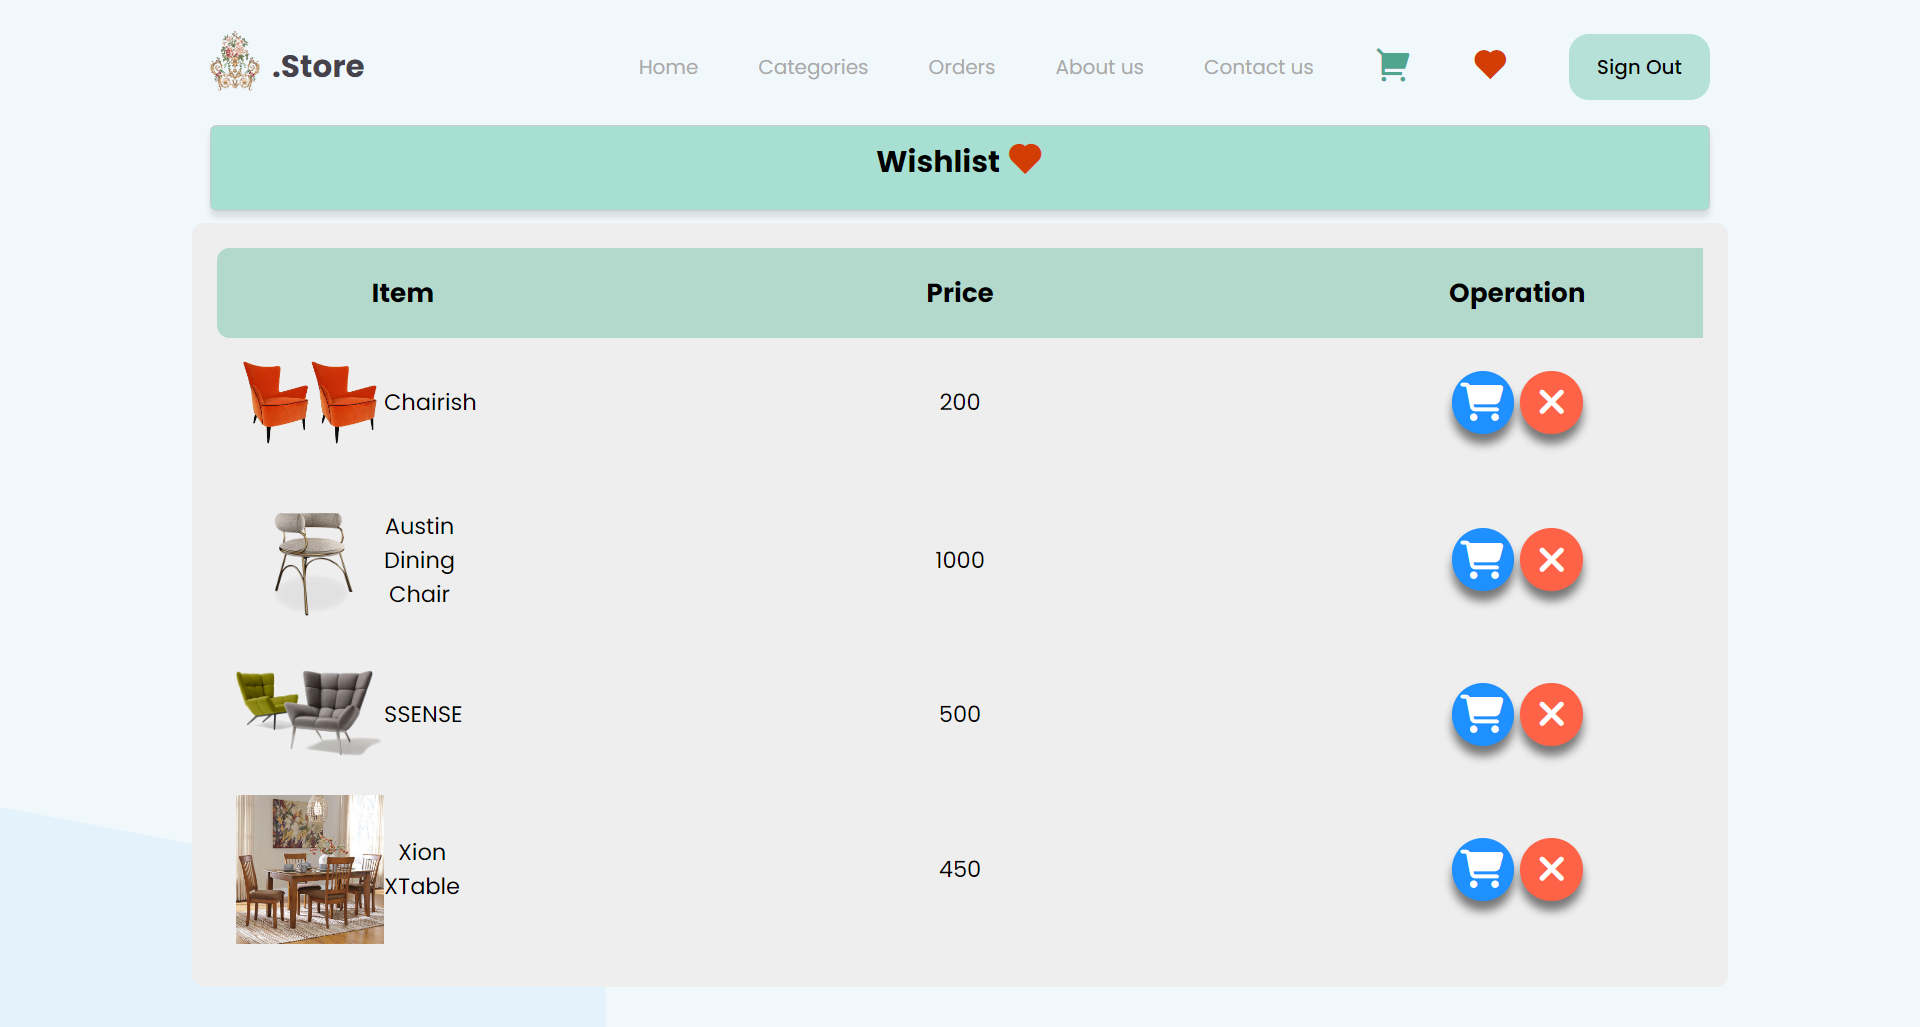 .Store
Home
Categories
Orders
About us
Contact us
Sign Out
Wishlist
Item
Price
Operation
Chairish
200
Austin
Dining
Chair
1000
SSENSE
500
Xion
XTable
450